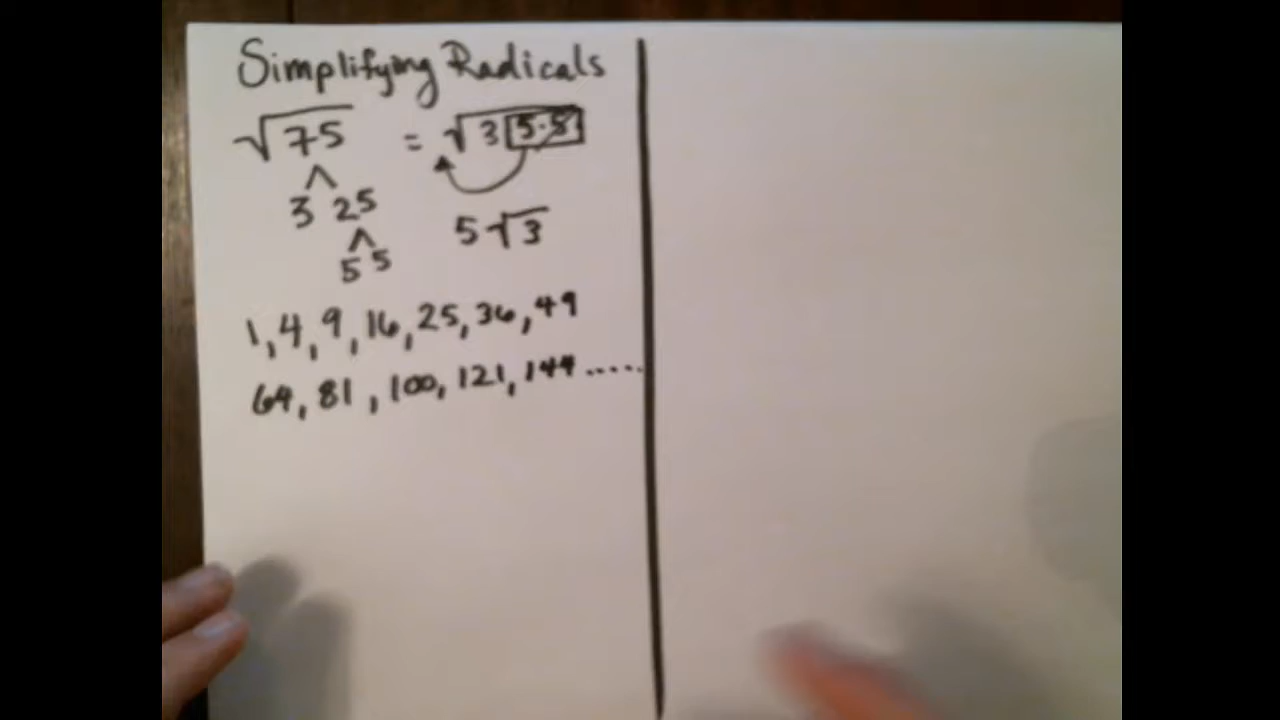 Simplifying Radicals
√75 = √3 5·5
3 25
5√3
5 5
1, 4, 9, 16, 25, 36, 49
64, 81, 100, 121, 144.....